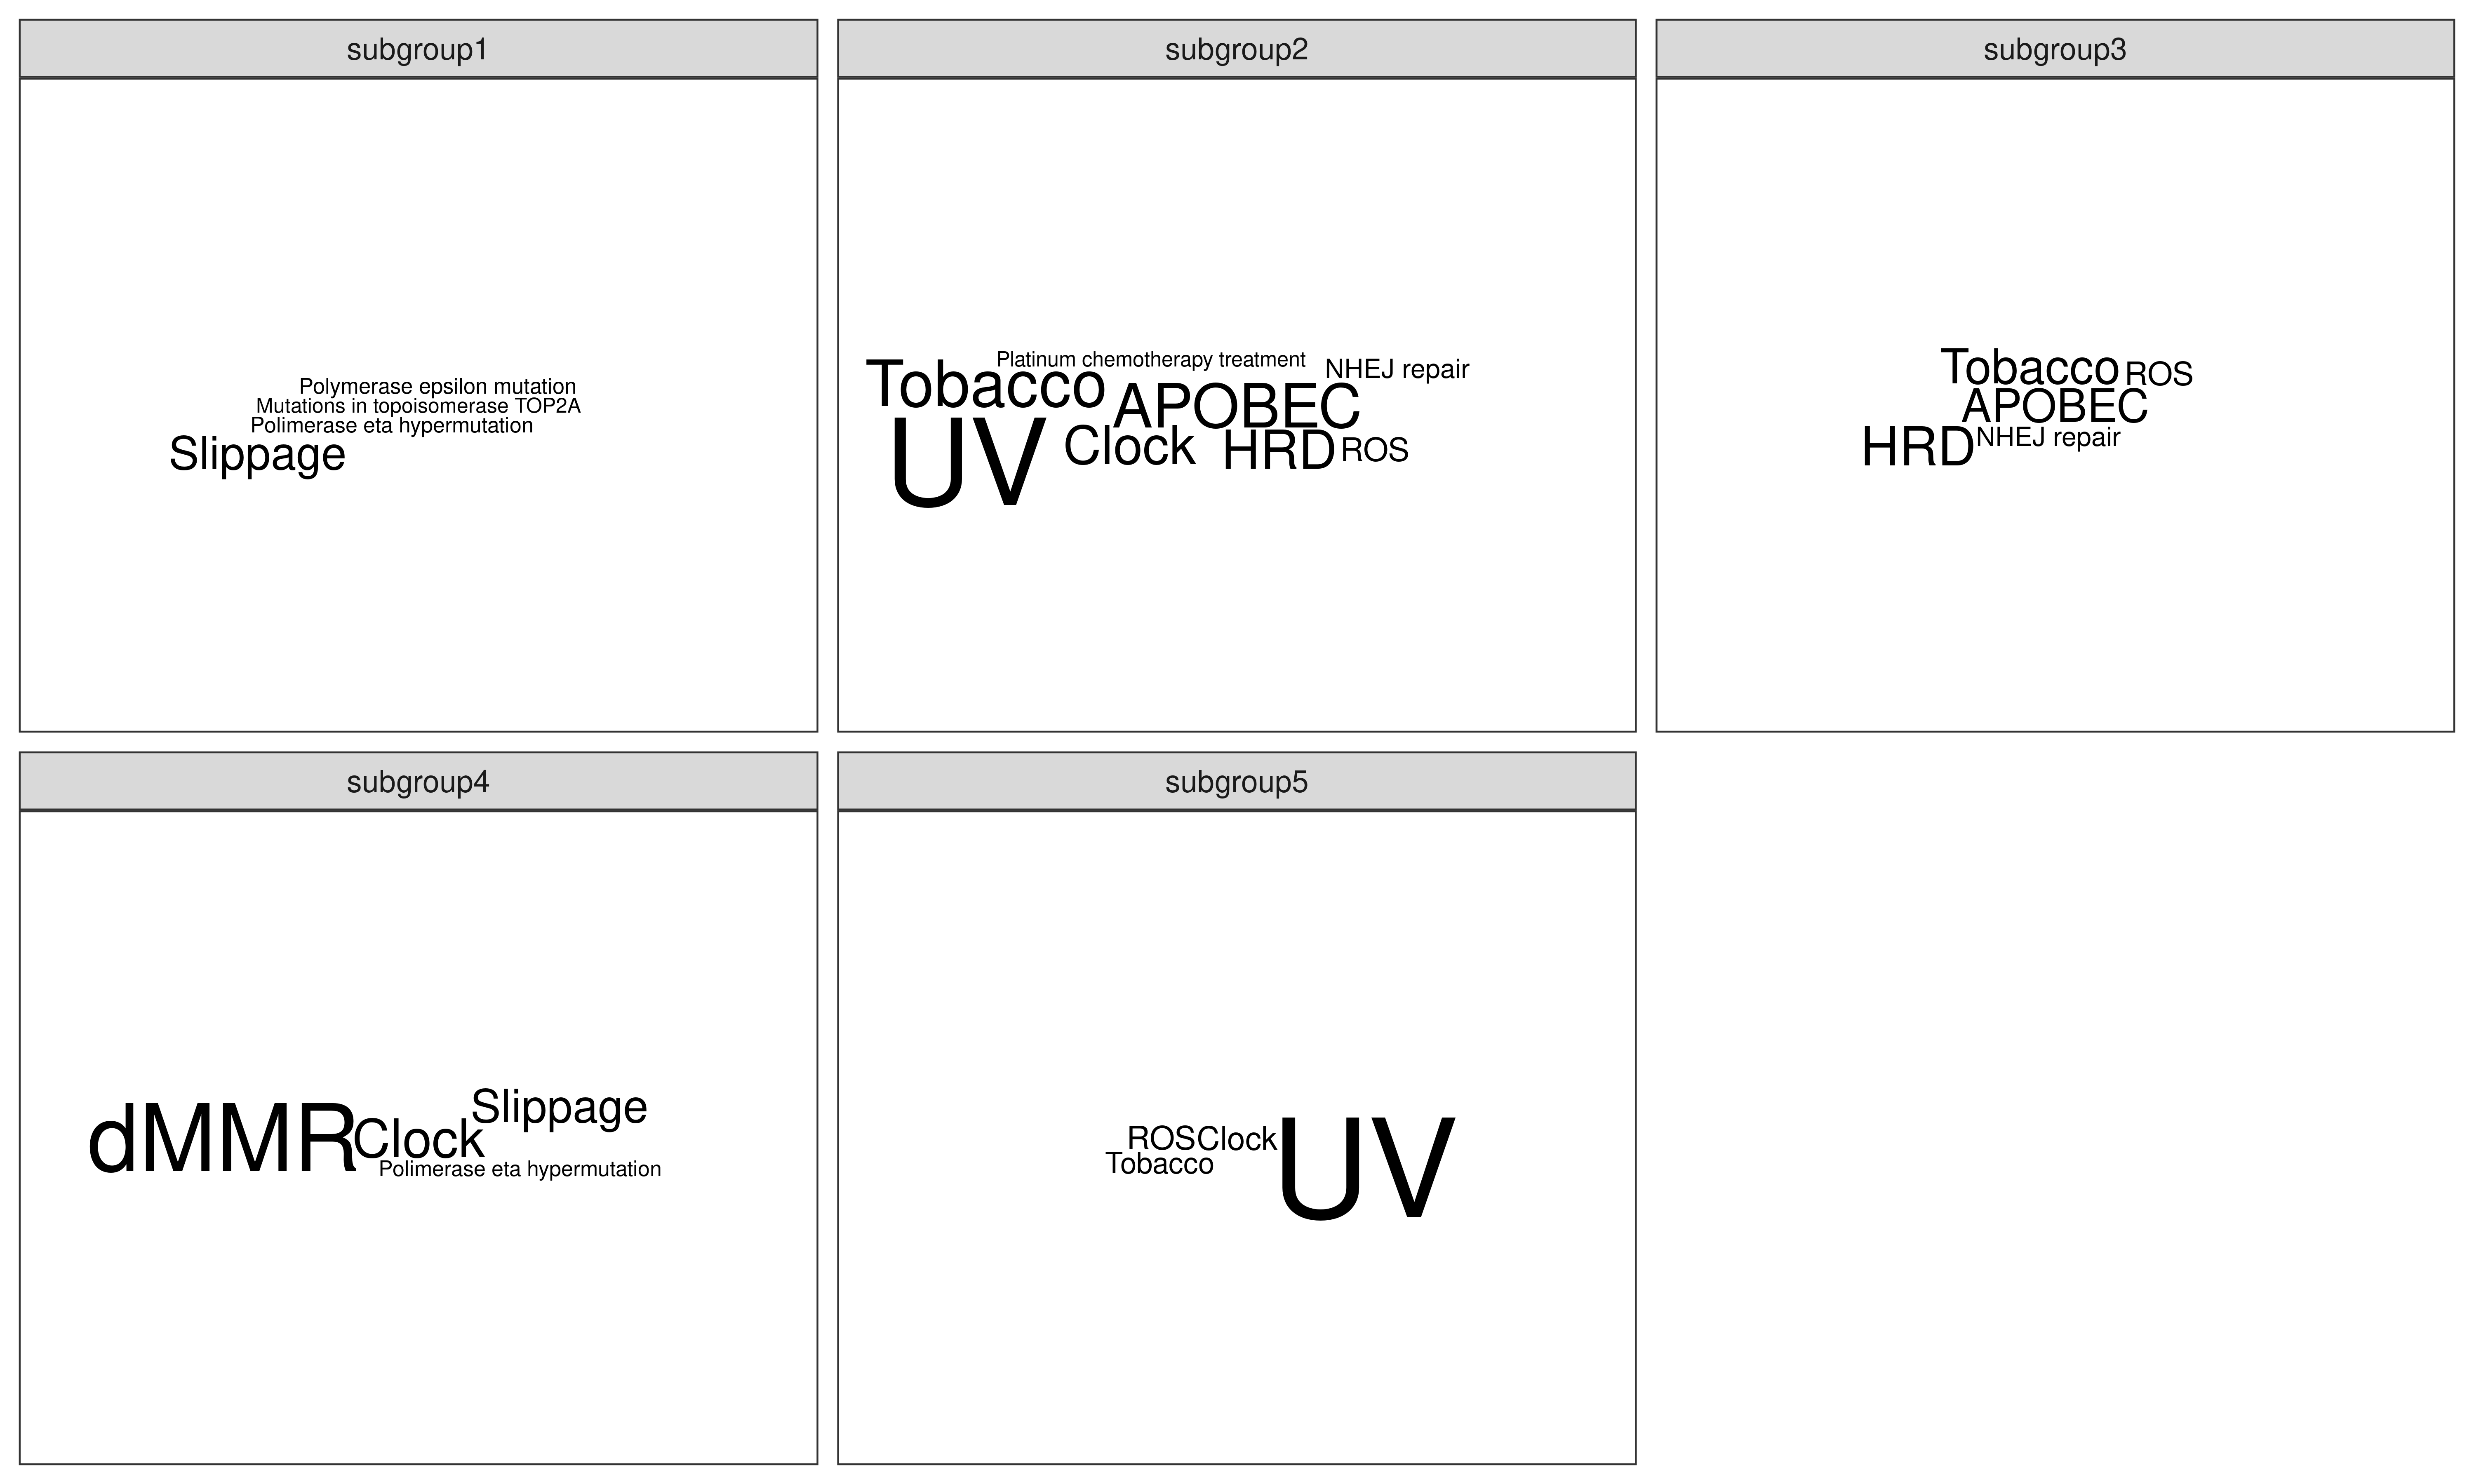 subgroup1
Polymerase epsilon mutation
Mutations in topoisomerase TOP2A
Polimerase eta hypermutation
Slippage
subgroup2
Platinum chemotherapy treatment
NHEJ repair
Tobacco
APOBEC
UV
Clock
HRD
ROS
subgroup3
Tobacco
ROS
APOBEC
HRD
NHEJ repair
subgroup4
Slippage
dMMR
Clock
Polimerase eta hypermutation
subgroup5
ROS
Clock
Tobacco
UV